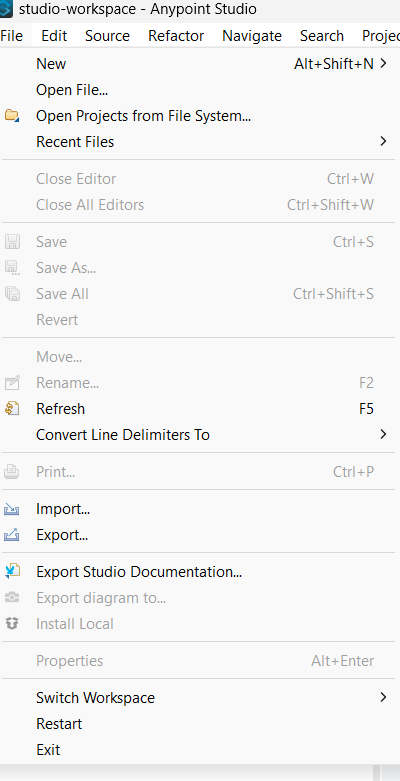 studio-workspace - Anypoint Studio
File Edit Source Refactor Navigate Search
New Alt+Shift+N
Open File...
Open Projects from File System...
Recent Files
Close Editor Ctrl+W
Close All Editors Ctrl+Shift+W
Save Ctrl+S
Save As...
Save All Ctrl+Shift+S
Revert
Move...
Rename... F2
Refresh F5
Convert Line Delimiters To
Print... Ctrl+P
Import...
Export...
Export Studio Documentation...
Export diagram to...
Install Local
Properties Alt+Enter
Switch Workspace
Restart
Exit